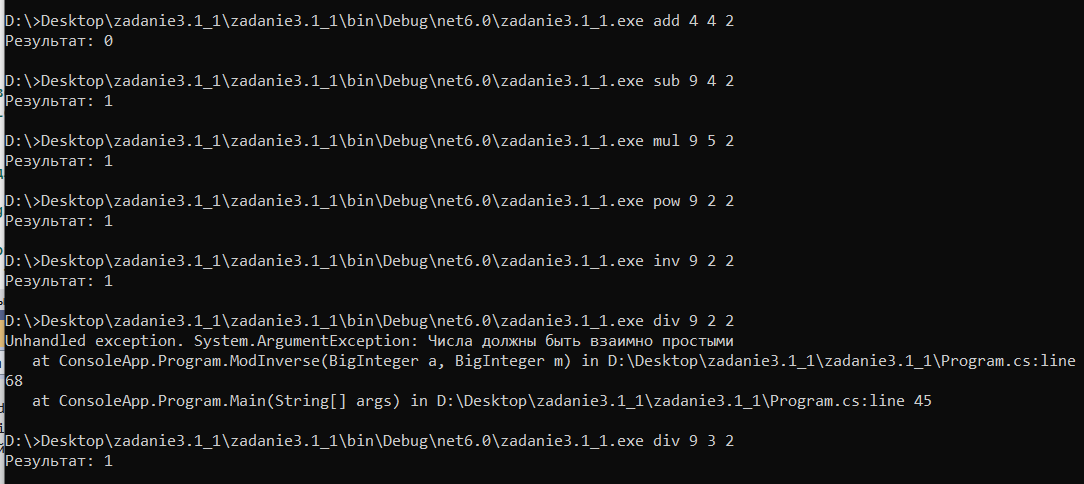 D:\>Desktop\zadanie3.1_1\zadanie3.1_1\bin\Debug\net6.0\zadanie3.1_1.exe add 4 4 2
Результат: 0
D:\>Desktop\zadanie3.1_1\zadanie3.1_1\bin\Debug\net6.0\zadanie3.1_1.exe sub 9 4 2
Результат: 1
D:\>Desktop\zadanie3.1_1\zadanie3.1_1\bin\Debug\net6.0\zadanie3.1_1.exe mul 9 5 2
Результат: 1
D:\>Desktop\zadanie3.1_1\zadanie3.1_1\bin\Debug\net6.0\zadanie3.1_1.exe pow 9 2 2
Результат: 1
D:\>Desktop\zadanie3.1_1\zadanie3.1_1\bin\Debug\net6.0\zadanie3.1_1.exe inv 9 2 2
Результат: 1
D:\>Desktop\zadanie3.1_1\zadanie3.1_1\bin\Debug\net6.0\zadanie3.1_1.exe div 9 2 2
Unhandled exception. System.ArgumentException: Числа должны быть взаимно простыми
at ConsoleApp.Program.ModInverse(BigInteger a, BigInteger m) in D:\Desktop\zadanie3.1_1\zadanie3.1_1\Program.cs:line
68
at ConsoleApp.Program.Main(String[] args) in D:\Desktop\zadanie3.1_1\zadanie3.1_1\Program.cs:line 45
D:\>Desktop\zadanie3.1_1\zadanie3.1_1\bin\Debug\net6.0\zadanie3.1_1.exe div 9 3 2
Результат: 1